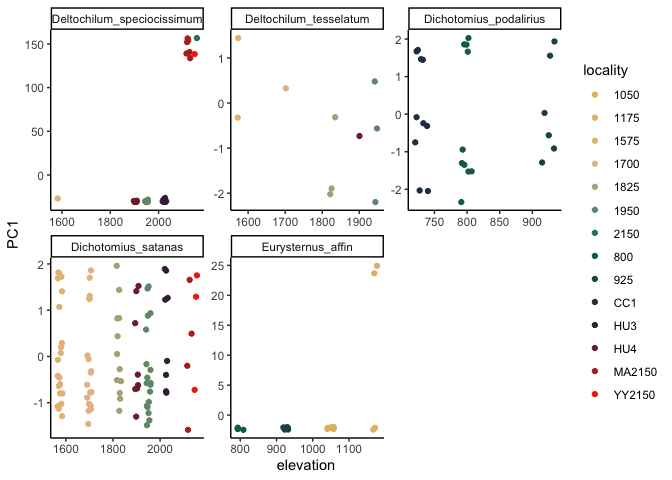 Deltochilum_speciocissimum
Deltochilum_tesselatum
Dichotomius_podalirius
150
100
50
0
1600 1800 2000
1
0
-1
-2
1600 1700 1800 1900
2
1
0
-1
-2
750 800 850 900
PC1
Dichotomius_satanas
Eurysternus_affin
2
1
0
-1
1600 1800 2000
25
20
15
10
5
0
800 900 1000 1100
elevation
locality
1050
1175
1575
1700
1825
1950
2150
800
925
CC1
HU3
HU4
MA2150
YY2150